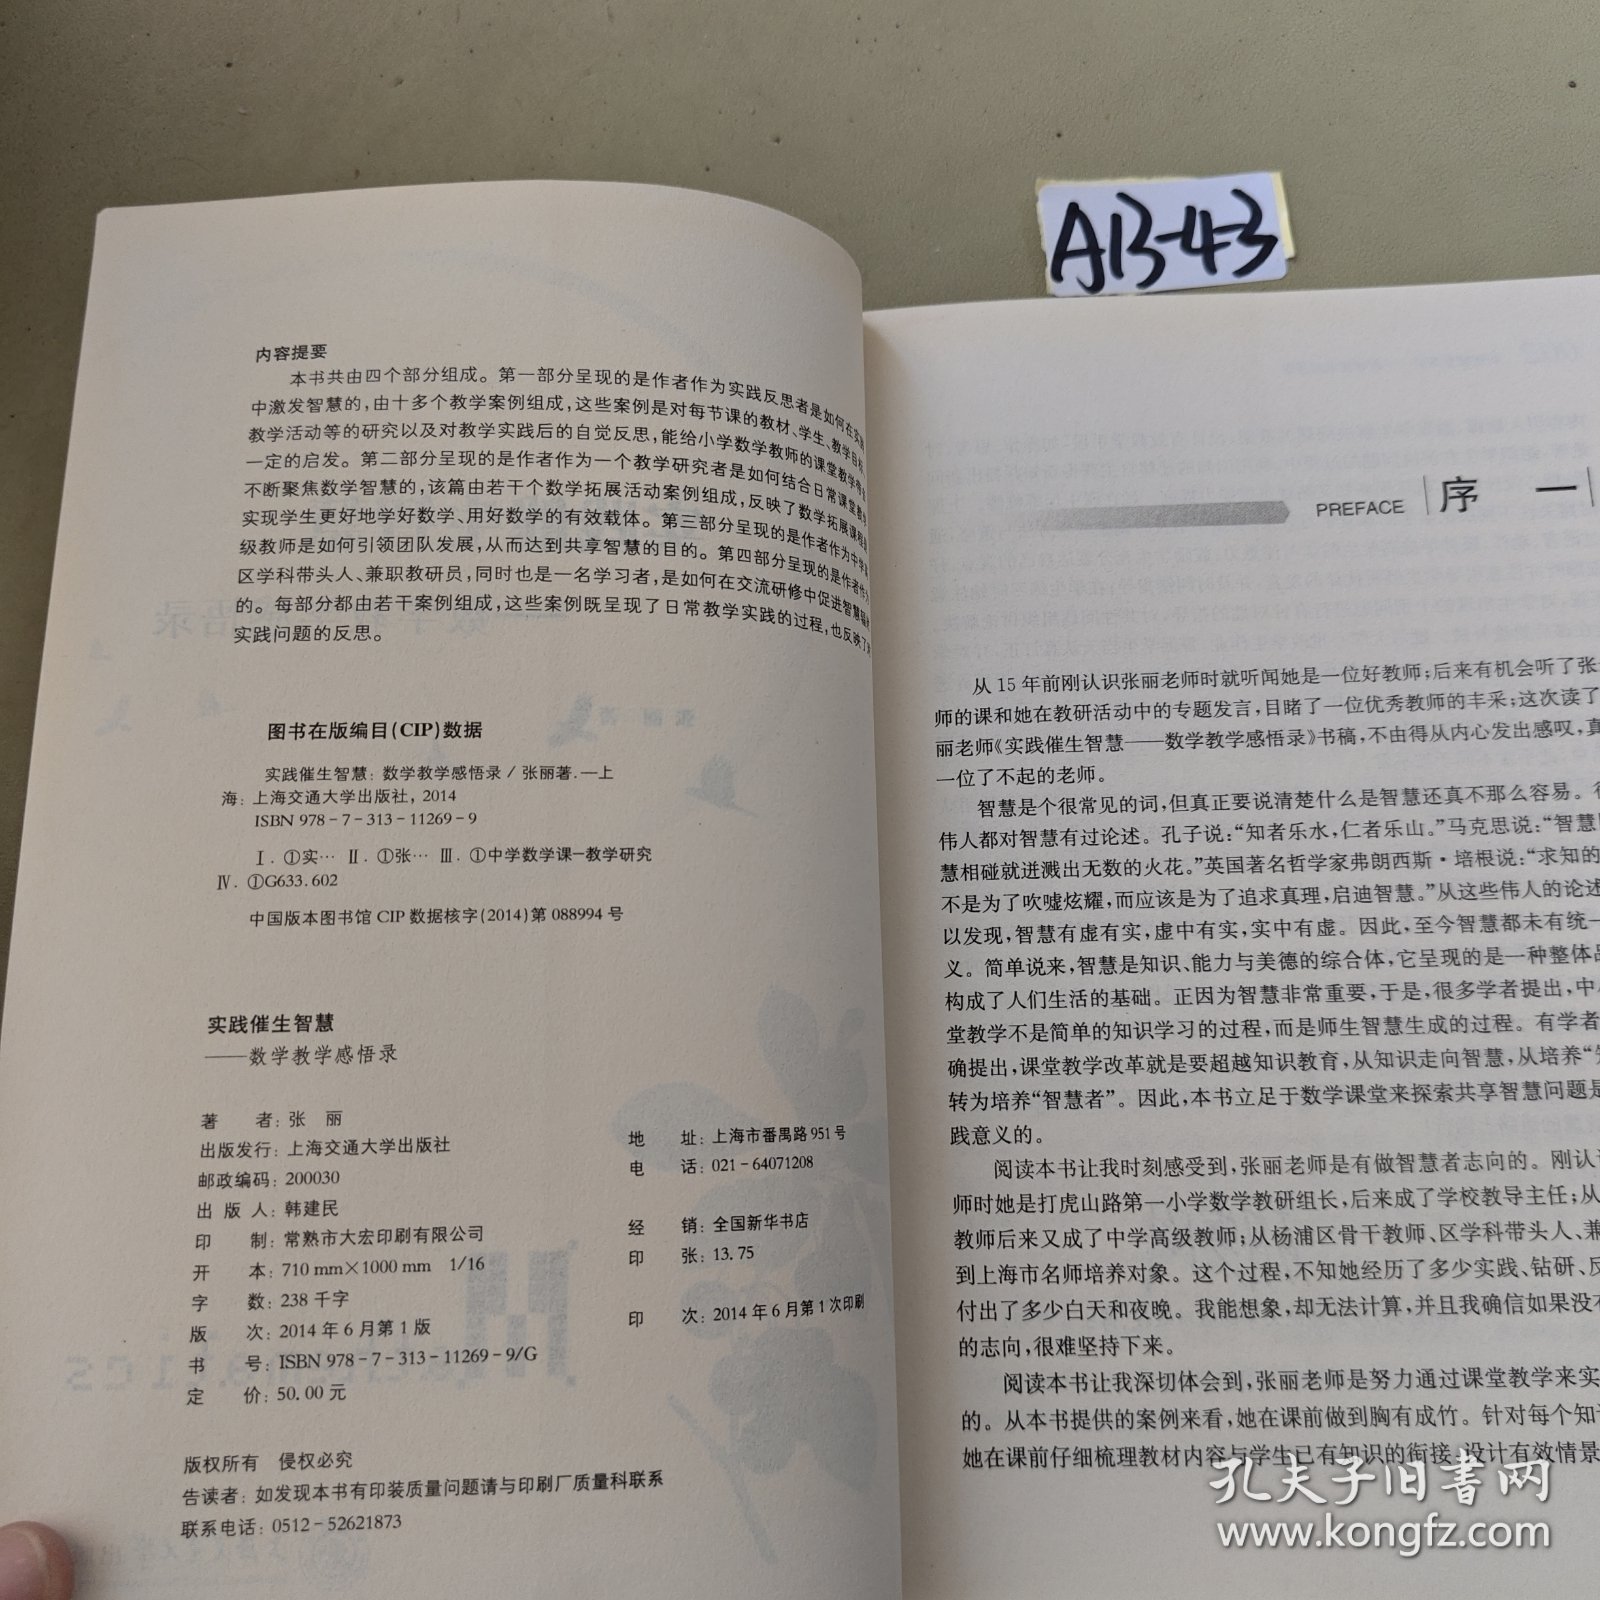 AB-43
内容提要
本书共由四个部分组成。第一部分呈现的是作者作为实践反思者是如何在实践
中激发智慧的,由十多个教学案例组成,这些案例是对每节课的教材、学生、教学目标、
教学活动等的研究以及对教学实践后的自觉反思,能给小学数学教师的课堂教学带来
一定的启发。第二部分呈现的是作者作为一个教学研究者是如何结合日常课堂教学
不断聚焦数学智慧的,该篇由若干个数学拓展活动案例组成,反映了数学拓展课程是
实现学生更好地学好数学、用好数学的有效载体。第三部分呈现的是作者作为中学高
级教师是如何引领团队发展,从而达到共享智慧的目的。第四部分呈现的是作者作为
区学科带头人、兼职教研员,同时也是一名学习者,是如何在交流研修中促进智慧
的。每部分都由若干案例组成,这些案例既呈现了日常教学实践的过程,也反映了对
实践问题的反思。
图书在版编目(CIP)数据
实践催生智慧:数学教学感悟录/张丽著.—上
海:上海交通大学出版社,2014
ISBN 978-7-313-11269-9
Ⅰ.①实… Ⅱ.①张… Ⅲ.①中学数学课—教学研究
Ⅳ.①G633.602
中国版本图书馆CIP数据核字(2014)第088994号
实践催生智慧
——数学教学感悟录
著 者:张 丽
出版发行:上海交通大学出版社 地 址:上海市番禺路951号
邮政编码:200030 电 话:021-64071208
出 版 人:韩建民
印 制:常熟市大宏印刷有限公司 经 销:全国新华书店
开 本:710 mm×1000 mm 1/16 印 张:13.75
字 数:238千字
版 次:2014年6月第1版 印 次:2014年6月第1次印刷
书 号:ISBN 978-7-313-11269-9/G
定 价:50.00元
版权所有 侵权必究
告读者:如发现本书有印装质量问题请与印刷厂质量科联系
联系电话:0512-52621873
PREFACE 序 一
从15年前刚认识张丽老师时就听闻她是一位好教师;后来有机会听了张
师的课和她在教研活动中的专题发言,目睹了一位优秀教师的丰采;这次读了
丽老师《实践催生智慧——数学教学感悟录》书稿,不由得从内心发出感叹,真
一位了不起的老师。
智慧是个很常见的词,但真正要说清楚什么是智慧还真不那么容易。很
伟人都对智慧有过论述。孔子说:“知者乐水,仁者乐山。”马克思说:“智慧
慧相碰就迸溅出无数的火花。”英国著名哲学家弗朗西斯·培根说:“求知的
不是为了吹嘘炫耀,而应该是为了追求真理,启迪智慧。”从这些伟人的论述
以发现,智慧有虚有实,虚中有实,实中有虚。因此,至今智慧都未有统一
义。简单说来,智慧是知识、能力与美德的综合体,它呈现的是一种整体品
构成了人们生活的基础。正因为智慧非常重要,于是,很多学者提出,中
堂教学不是简单的知识学习的过程,而是师生智慧生成的过程。有学者
确提出,课堂教学改革就是要超越知识教育,从知识走向智慧,从培养“知
转为培养“智慧者”。因此,本书立足于数学课堂来探索共享智慧问题是
践意义的。
阅读本书让我时刻感受到,张丽老师是有做智慧者志向的。刚认识
师时她是打虎山路第一小学数学教研组长,后来成了学校教导主任;从
教师后来又成了中学高级教师;从杨浦区骨干教师、区学科带头人、兼
到上海市名师培养对象。这个过程,不知她经历了多少实践、钻研、反
付出了多少白天和夜晚。我能想象,却无法计算,并且我确信如果没有
的志向,很难坚持下来。
阅读本书让我深切体会到,张丽老师是努力通过课堂教学来实
的。从本书提供的案例来看,她在课前做到胸有成竹。针对每个知识
她在课前仔细梳理教材内容与学生已有知识的衔接,设计有效情景
孔夫子旧书网
www.kongfz.com